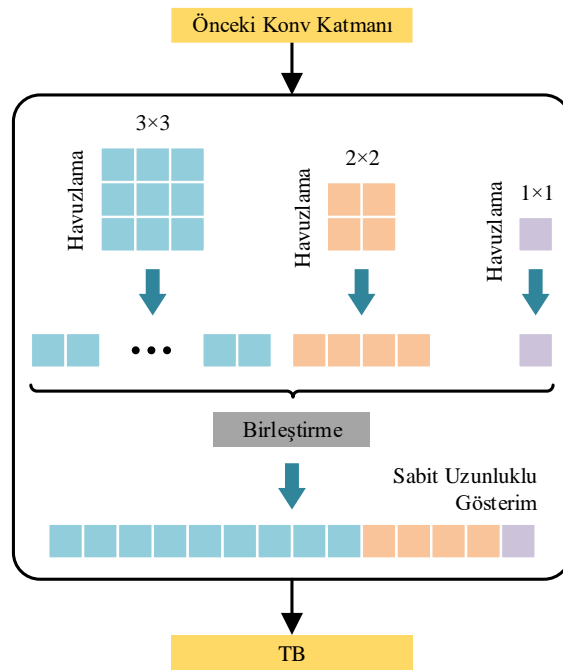 Önceki Konv Katmanı
3×3
Havuzlama
2×2
Havuzlama
1×1
Havuzlama
Birleştirme
Sabit Uzunluklu
Gösterim
TB